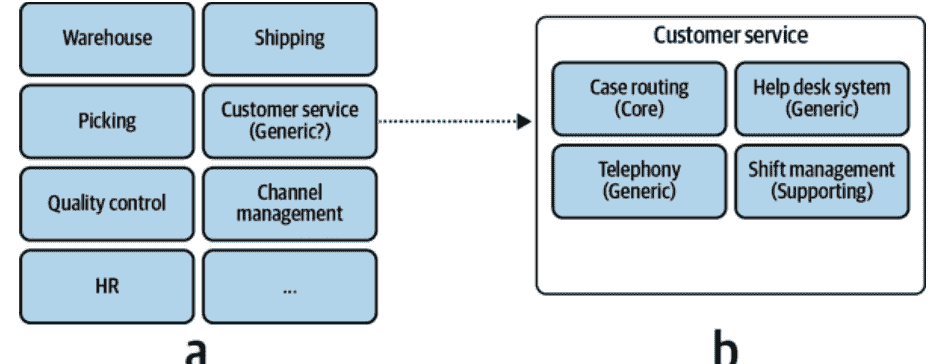 Warehouse
Shipping
Picking
Customer service
(Generic?)
Quality control
Channel
management
HR
...
a
Customer service
Case routing
(Core)
Help desk system
(Generic)
Telephony
(Generic)
Shift management
(Supporting)
b